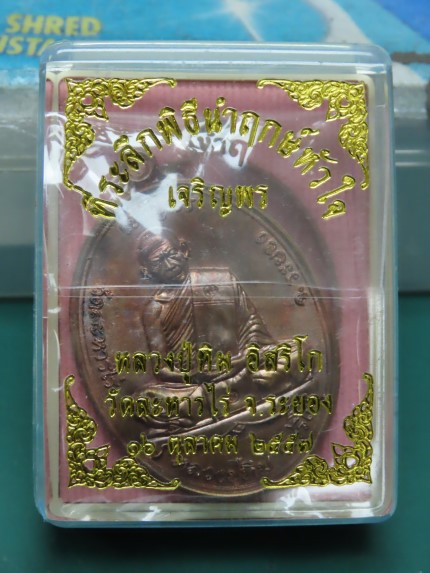 SHRED
INSTA
ที่ระลึกพิธีนำฤกษ์หัวใจ
เจริญพร
หลวงปู่ทิม อิสริโก
วัดละหารไร่ จ.ระยอง
๑๖ ตุลาคม ๒๕๕๗